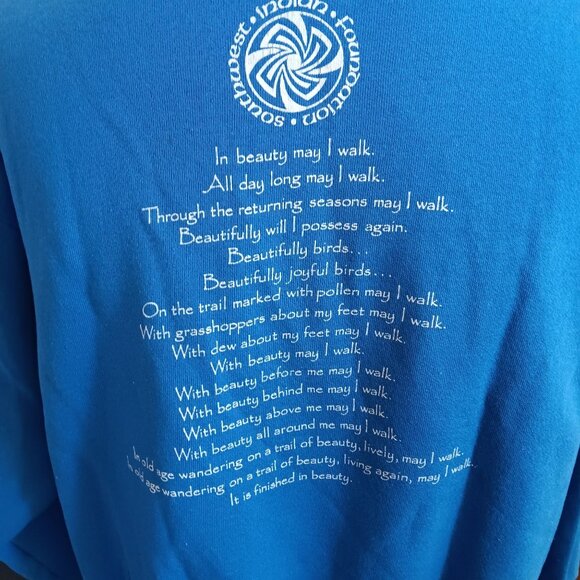 Southwest • Indian • Foundation •
In beauty may I walk.
All day long may I walk.
Through the returning seasons may I walk.
Beautifully will I possess again.
Beautifully birds...
Beautifully joyful birds...
On the trail marked with pollen may I walk.
With grasshoppers about my feet may I walk.
With dew about my feet may I walk.
With beauty may I walk.
With beauty before me may I walk.
With beauty behind me may I walk.
With beauty above me may I walk.
With beauty all around me may I walk.
In old age wandering on a trail of beauty, lively, may I walk.
In old age wandering on a trail of beauty, living again, may I walk.
It is finished in beauty.